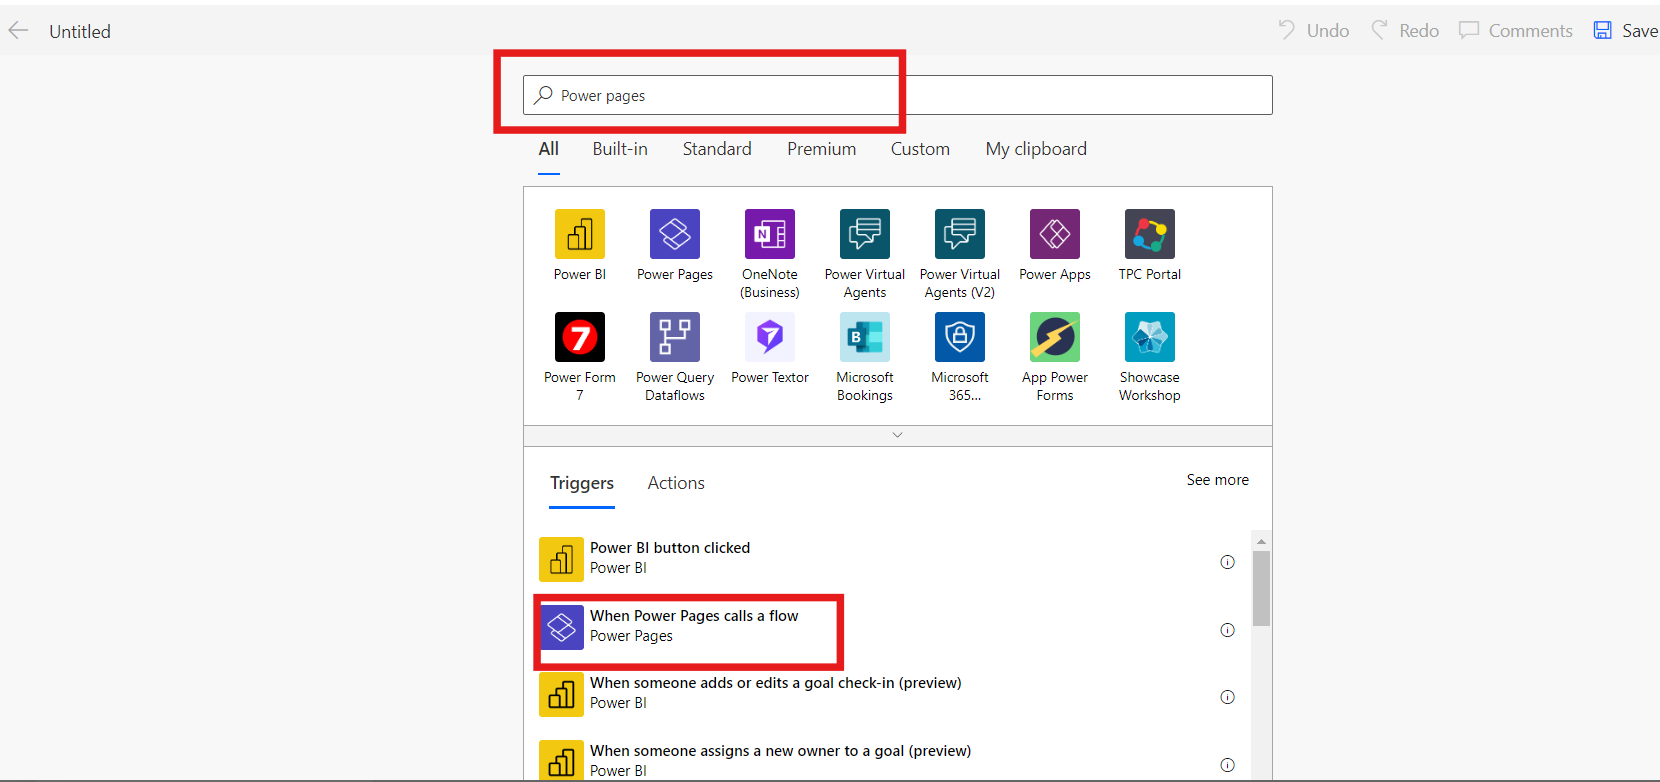 Untitled
Undo Redo Comments Save
Power pages
All Built-in Standard Premium Custom My clipboard
Power BI
Power Pages
OneNote
(Business)
Power Virtual
Agents
Power Virtual
Agents (V2)
Power Apps
TPC Portal
Power Form
7
Power Query
Dataflows
Power Textor
Microsoft
Bookings
Microsoft
365...
App Power
Forms
Showcase
Workshop
Triggers Actions See more
Power BI button clicked
Power BI
When Power Pages calls a flow
Power Pages
When someone adds or edits a goal check-in (preview)
Power BI
When someone assigns a new owner to a goal (preview)
Power BI